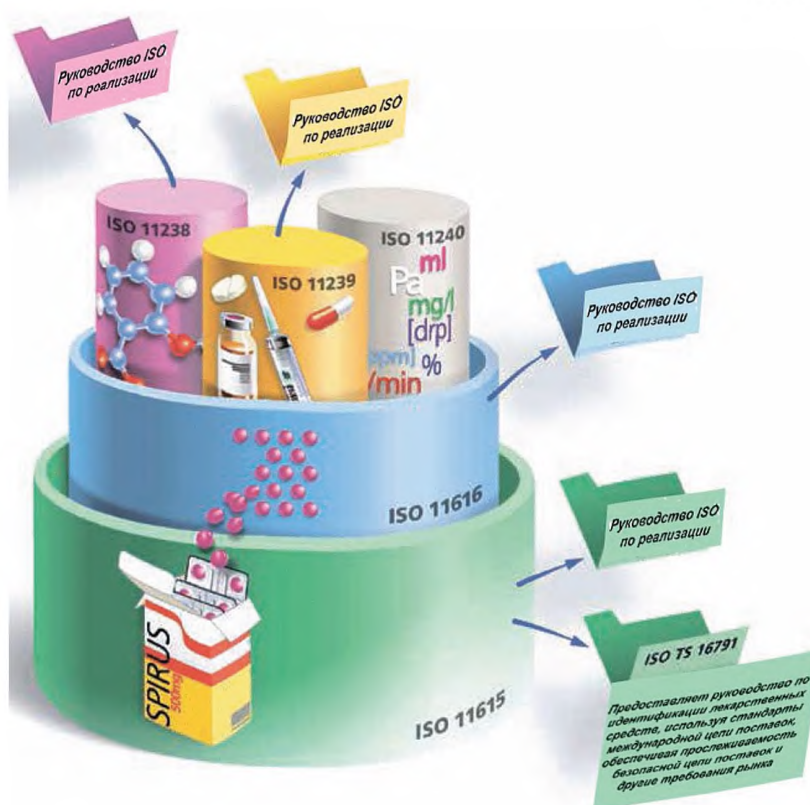 Руководство ISO
по реализации
Руководство ISO
по реализации
ISO 11238
ISO 11239
ISO 11240
ml
Pa
mg/l
[drp]
%
/min
Руководство ISO
по реализации
ISO 11616
Руководство ISO
по реализации
SPIRUS
500mg
ISO 11615
ISO TS 16791
Предоставляет руководство по
идентификации лекарственных
средств, используя стандарты
международной цепи поставок,
обеспечивая прослеживаемость
безопасной цепи поставок и
другие требования рынка